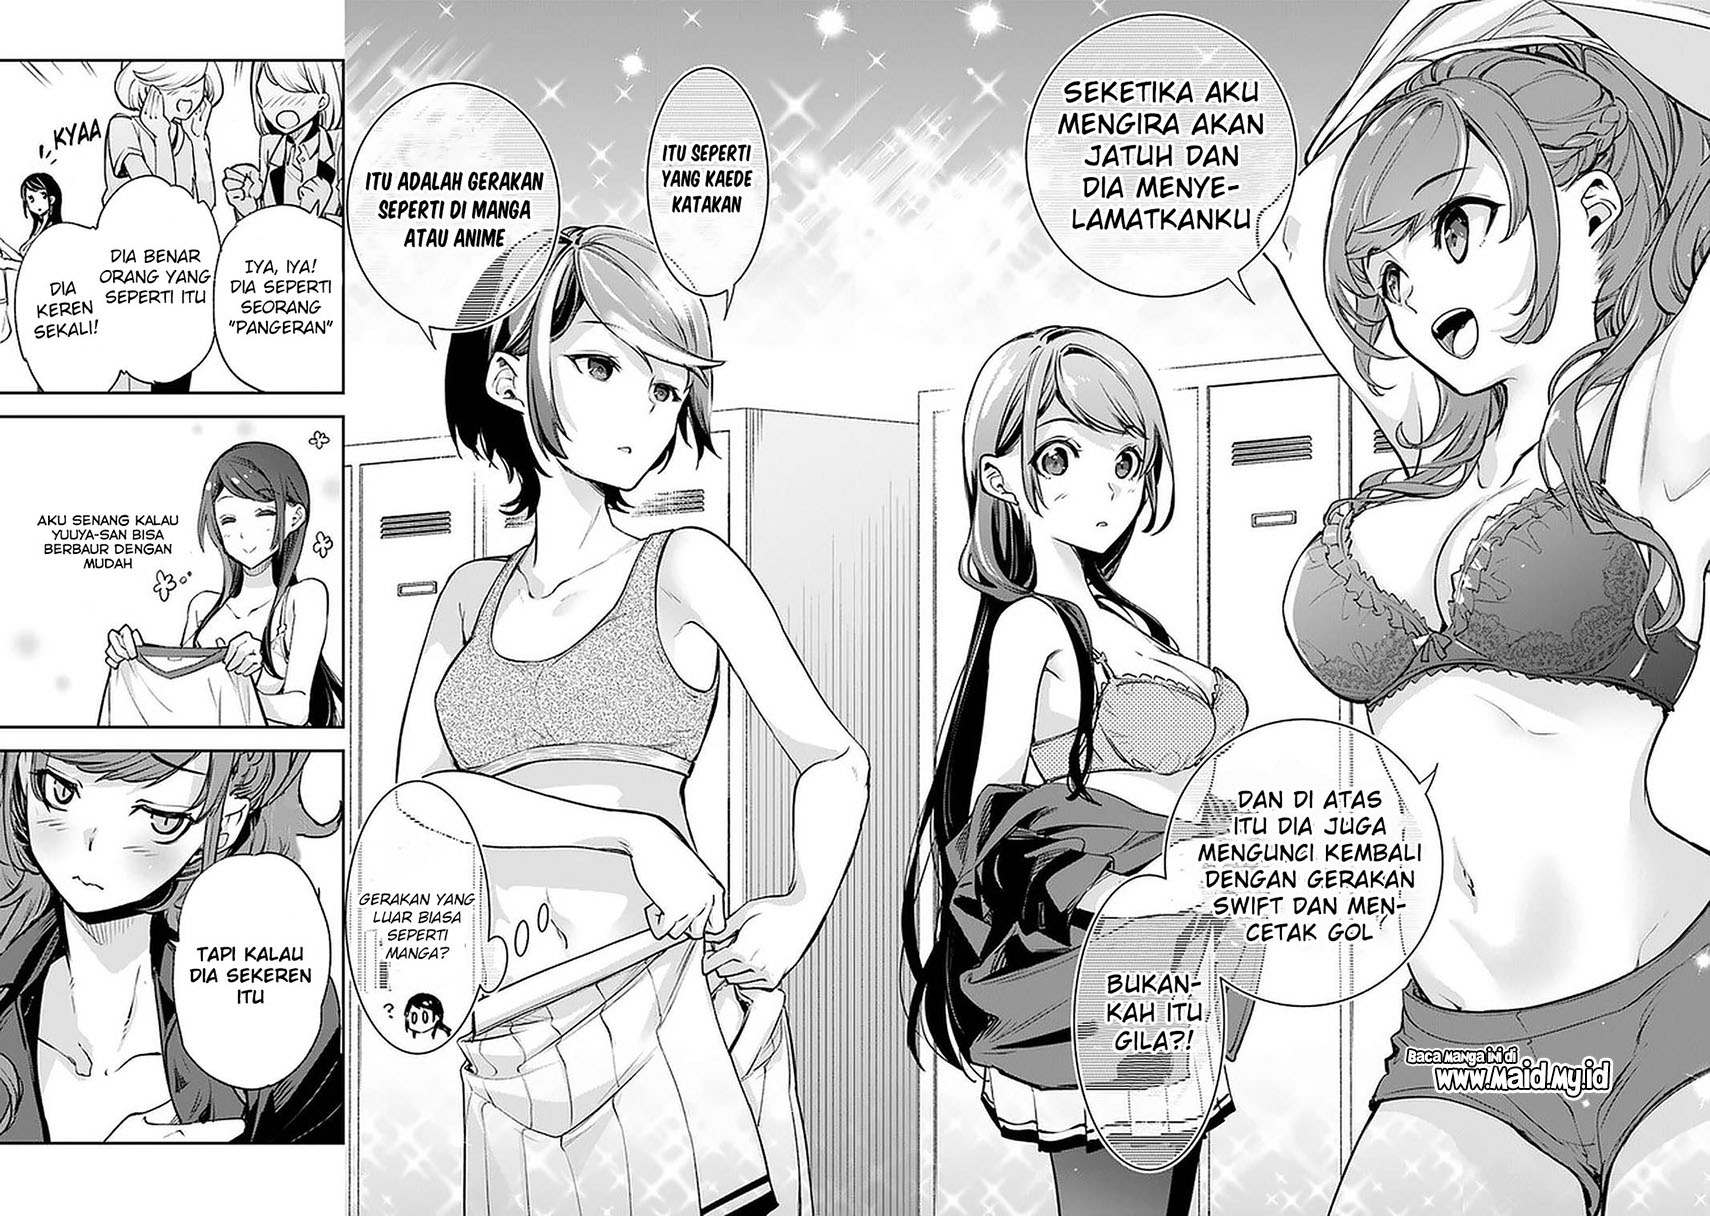 SEKETIKA AKU
MENGIRA AKAN
JATUH DAN
DIA MENYE-
LAMATKANKU
DAN DI ATAS
ITU DIA JUGA
MENGUNCI KEMBALI
DENGAN GERAKAN
SWIFT DAN MEN-
CETAK GOL
BUKAN-
KAH ITU
GILA?!
ITU SEPERTI
YANG KAEDE
KATAKAN
ITU ADALAH GERAKAN
SEPERTI DI MANGA
ATAU ANIME
GERAKAN YANG
LUAR BIASA
SEPERTI
MANGA?
?
KYAA
IYA, IYA!
DIA SEPERTI
SEORANG
"PANGERAN"
DIA BENAR
ORANG YANG
SEPERTI ITU
DIA
KEREN
SEKALI!
AKU SENANG KALAU
YUUYA-SAN BISA
BERBAUR DENGAN
MUDAH
TAPI KALAU
DIA SEKEREN
ITU
Baca Manga ini di
www.Maid.My.id